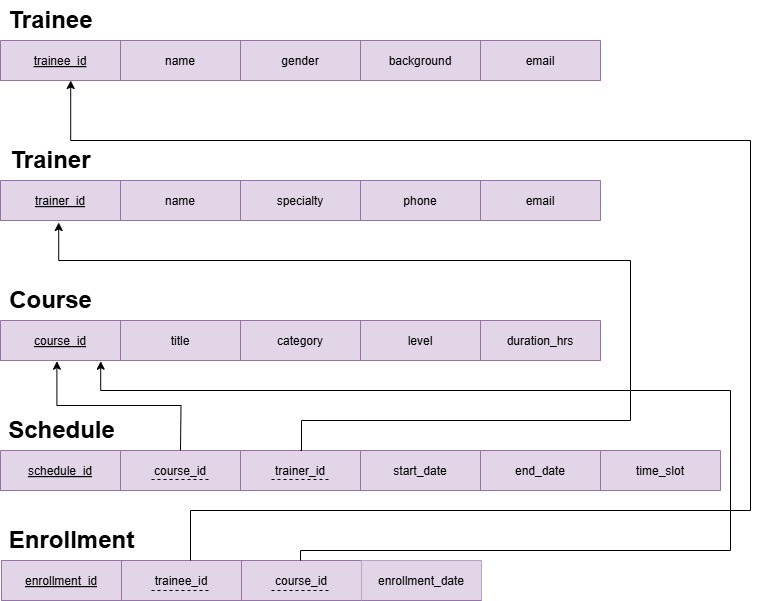 Trainee
trainee_id name gender background email
Trainer
trainer_id name specialty phone email
Course
course_id title category level duration_hrs
Schedule
schedule_id course_id trainer_id start_date end_date time_slot
Enrollment
enrollment_id trainee_id course_id enrollment_date